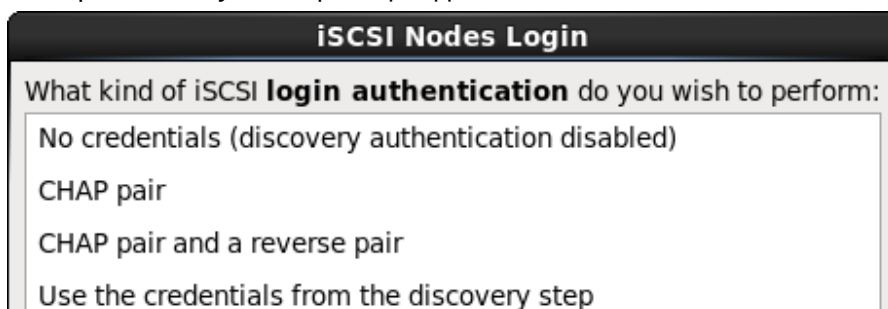 iSCSI Nodes Login
What kind of iSCSI login authentication do you wish to perform:
No credentials (discovery authentication disabled)
CHAP pair
CHAP pair and a reverse pair
Use the credentials from the discovery step